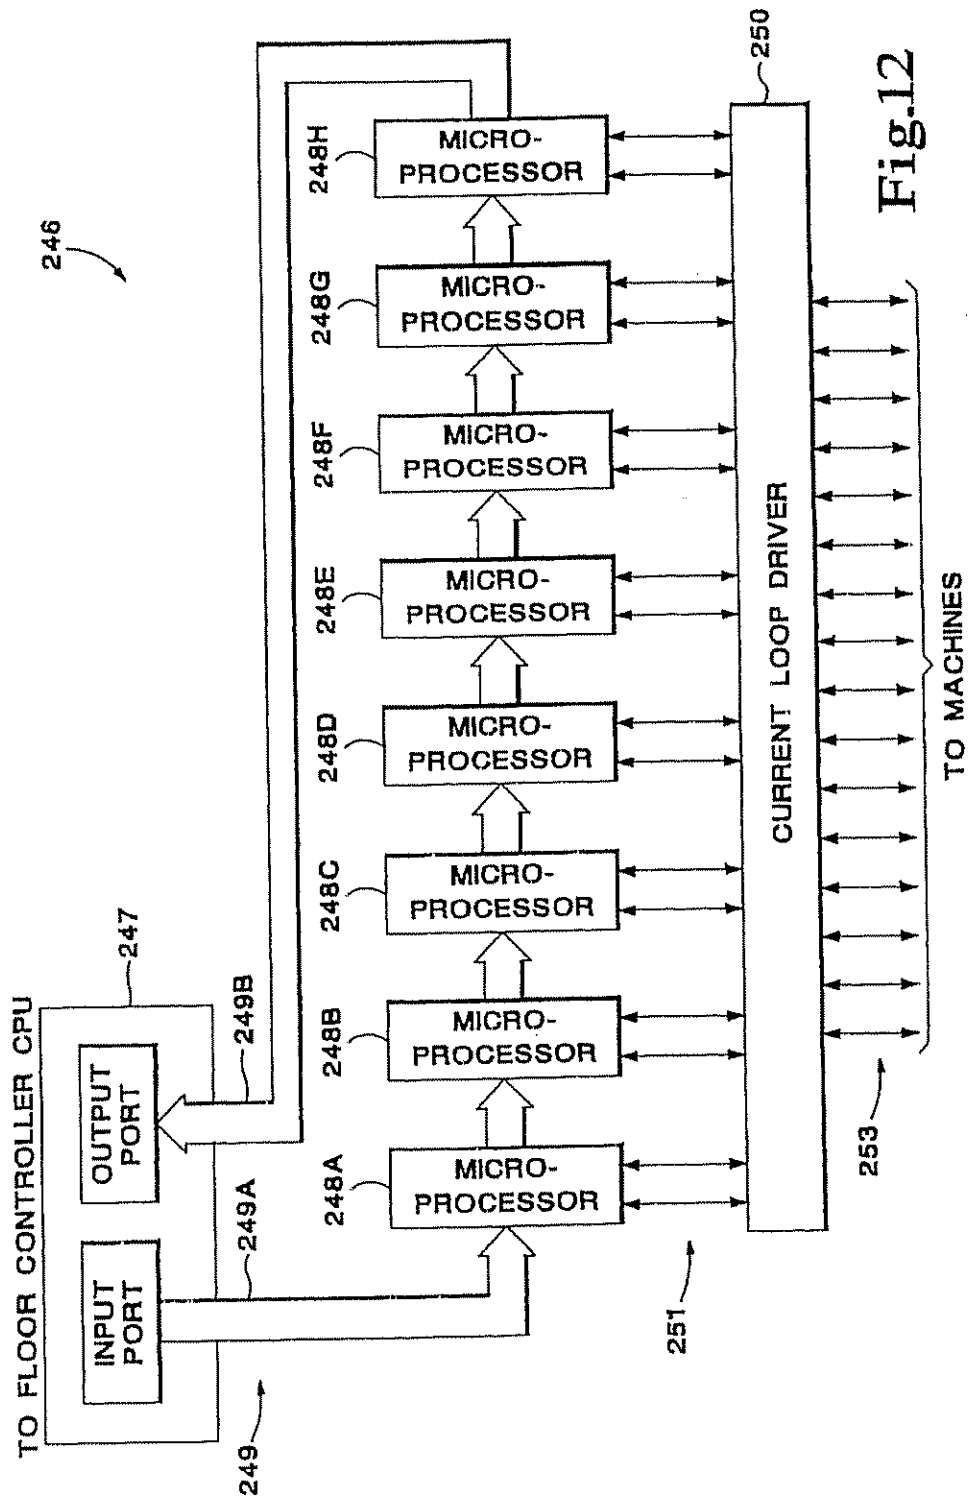 246
TO FLOOR CONTROLLER CPU
247
INPUT
PORT
OUTPUT
PORT
249
249A
249B
248A
248B
248C
248D
248E
248F
248G
248H
MICRO-
PROCESSOR
MICRO-
PROCESSOR
MICRO-
PROCESSOR
MICRO-
PROCESSOR
MICRO-
PROCESSOR
MICRO-
PROCESSOR
MICRO-
PROCESSOR
MICRO-
PROCESSOR
251
CURRENT LOOP DRIVER
250
253
TO MACHINES
Fig.12